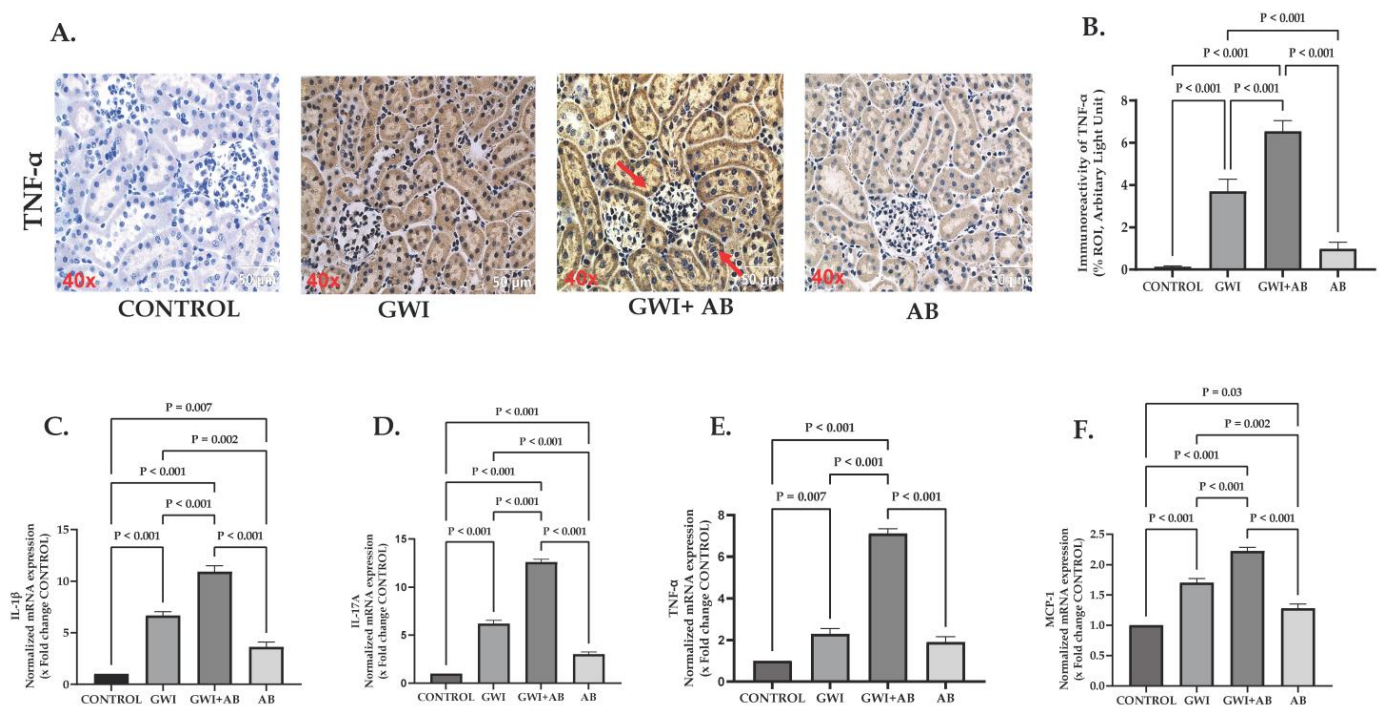 A.
TNF-α
40x
50 µm
CONTROL
40x
50 µm
GWI
40x
50 µm
GWI+ AB
40x
50 µm
AB
B.
P < 0.001
P < 0.001
P < 0.001
P < 0.001
P < 0.001
P < 0.001
Immunoreactivity of TNF-α
(% ROI, Arbitary Light Unit )
8
6
4
2
0
CONTROL GWI GWI+AB AB
C.
P = 0.007
P = 0.002
P < 0.001
P < 0.001
P < 0.001
P < 0.001
IL-1β
Normalized mRNA expression
(x Fold change CONTROL)
15
10
5
0
CONTROL GWI GWI+AB AB
D.
P < 0.001
P < 0.001
P < 0.001
P < 0.001
P < 0.001
P < 0.001
IL-17A
Normalized mRNA expression
(x Fold change CONTROL)
15
10
5
0
CONTROL GWI GWI+AB AB
E.
P < 0.001
P < 0.001
P = 0.007
P < 0.001
TNF-α
Normalized mRNA expression
(x Fold change CONTROL)
8
6
4
2
0
CONTROL GWI GWI+AB AB
F.
P = 0.03
P = 0.002
P < 0.001
P < 0.001
P < 0.001
P < 0.001
MCP-1
Normalized mRNA expression
(x Fold change CONTROL)
2.5
2.0
1.5
1.0
0.5
0.0
CONTROL GWI GWI+AB AB